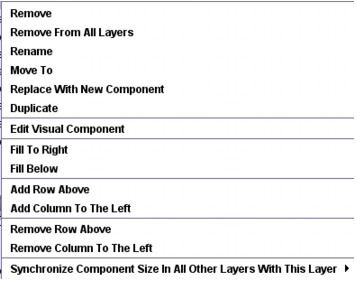 Remove
Remove From All Layers
Rename
Move To
Replace With New Component
Duplicate
Edit Visual Component
Fill To Right
Fill Below
Add Row Above
Add Column To The Left
Remove Row Above
Remove Column To The Left
Synchronize Component Size In All Other Layers With This Layer